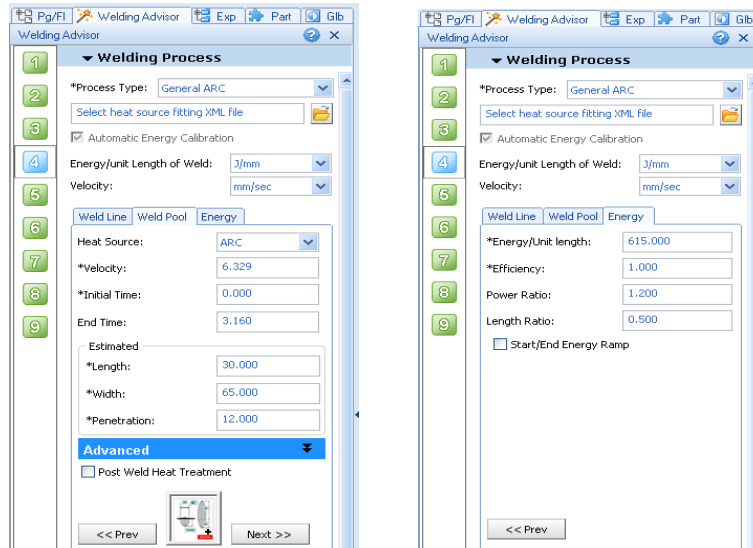 Pg/Fl Welding Advisor Exp Part Glb
Welding Advisor
Welding Process
1
2
3
4
5
6
7
8
9
*Process Type: General ARC
Select heat source fitting XML file
Automatic Energy Calibration
Energy/unit Length of Weld: J/mm
Velocity: mm/sec
Weld Line Weld Pool Energy
Heat Source: ARC
*Velocity: 6.329
*Initial Time: 0.000
End Time: 3.160
Estimated
*Length: 30.000
*Width: 65.000
*Penetration: 12.000
Advanced
Post Weld Heat Treatment
<< Prev Next >>
Pg/Fl Welding Advisor Exp Part Glb
Welding Advisor
Welding Process
1
2
3
4
5
6
7
8
9
*Process Type: General ARC
Select heat source fitting XML file
Automatic Energy Calibration
Energy/unit Length of Weld: J/mm
Velocity: mm/sec
Weld Line Weld Pool Energy
*Energy/Unit length: 615.000
*Efficiency: 1.000
Power Ratio: 1.200
Length Ratio: 0.500
Start/End Energy Ramp
<< Prev